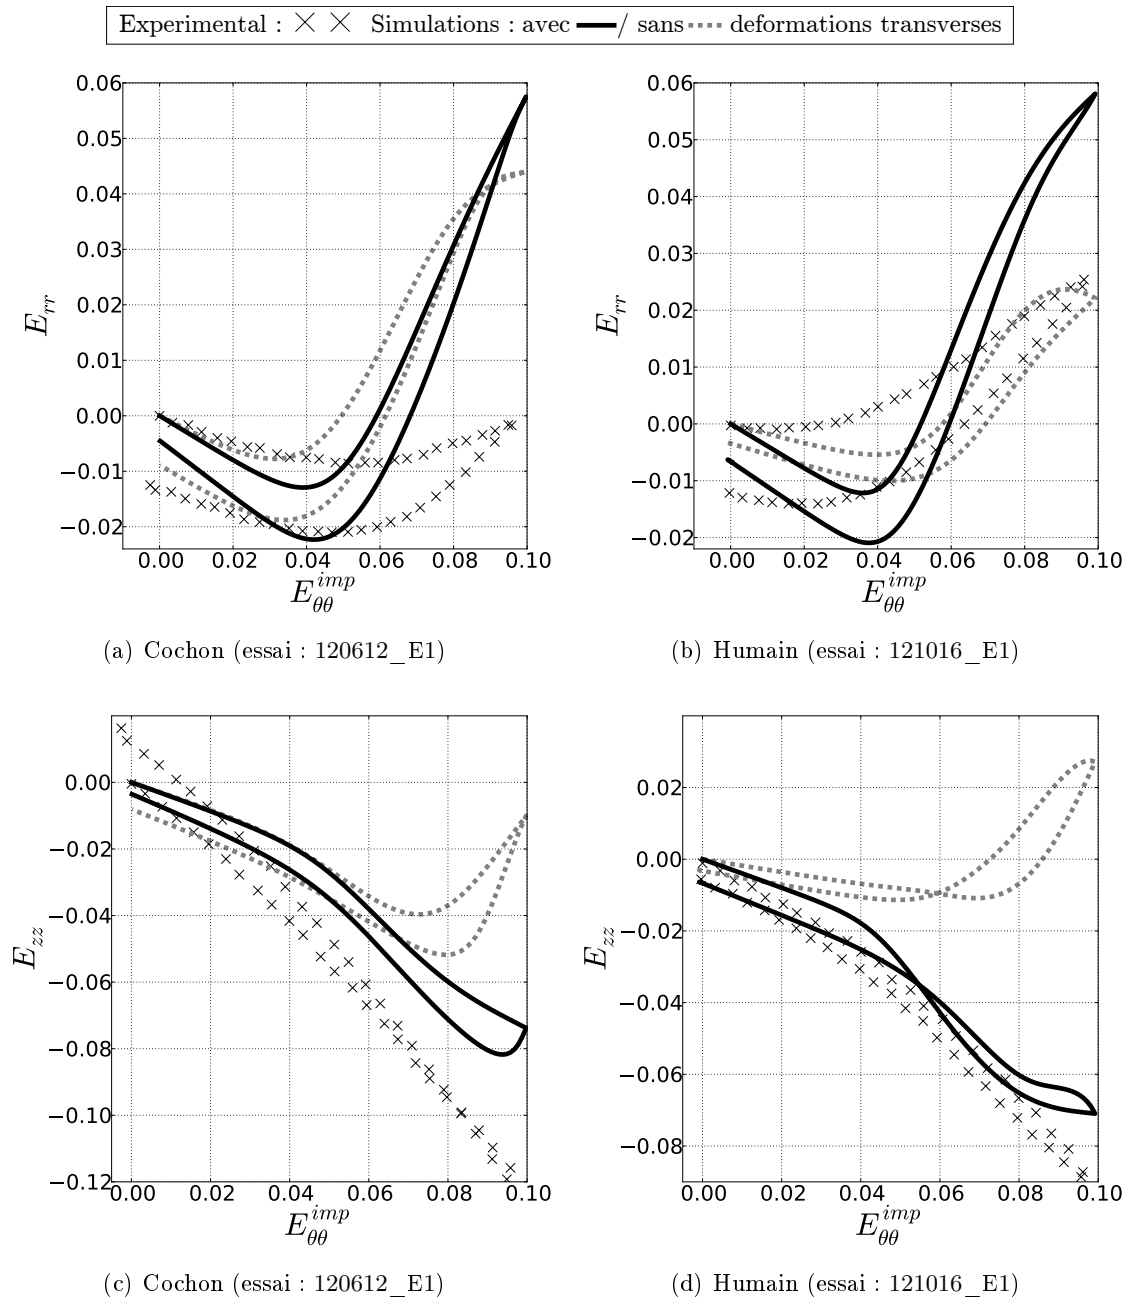 Experimental : × × Simulations : avec / sans deformations transverses
0.06
0.05
0.04
0.03
0.02
0.01
0.00
−0.01
−0.02
E_rr
0.00 0.02 0.04 0.06 0.08 0.10
E_θθ^imp
(a) Cochon (essai : 120612_E1)
0.06
0.05
0.04
0.03
0.02
0.01
0.00
−0.01
−0.02
E_rr
0.00 0.02 0.04 0.06 0.08 0.10
E_θθ^imp
(b) Humain (essai : 121016_E1)
0.00
−0.02
−0.04
−0.06
−0.08
−0.10
−0.12
E_zz
0.00 0.02 0.04 0.06 0.08 0.10
E_θθ^imp
(c) Cochon (essai : 120612_E1)
0.02
0.00
−0.02
−0.04
−0.06
−0.08
E_zz
0.00 0.02 0.04 0.06 0.08 0.10
E_θθ^imp
(d) Humain (essai : 121016_E1)